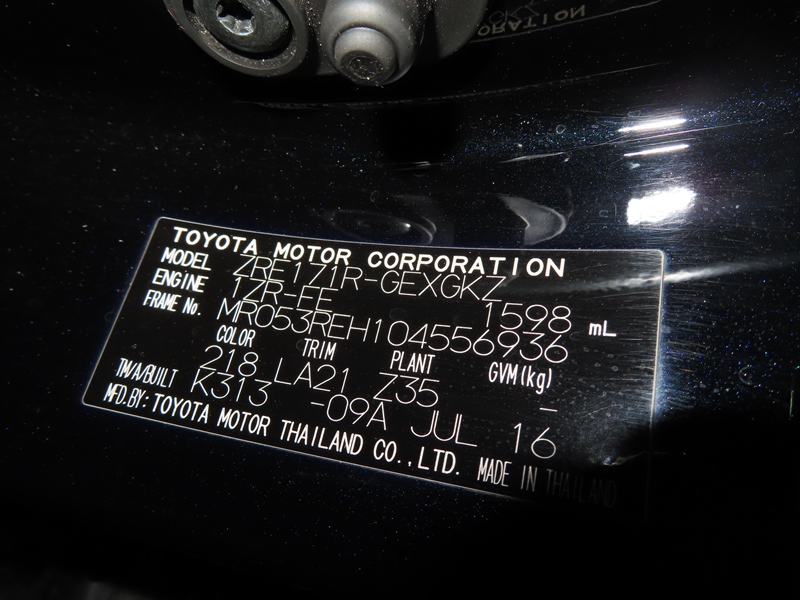 ORATION
TOYOTA MOTOR CORPORATION
MODEL ZRE171R-GEXGKZ
ENGINE 1ZR-FE 1598 mL
FRAME No. MR053REH104556936
COLOR TRIM PLANT GVM(kg)
218 LA21 Z35 -
TM/A/BUILT K313 -09A JUL 16
MFD.BY: TOYOTA MOTOR THAILAND CO.,LTD. MADE IN THAILAND